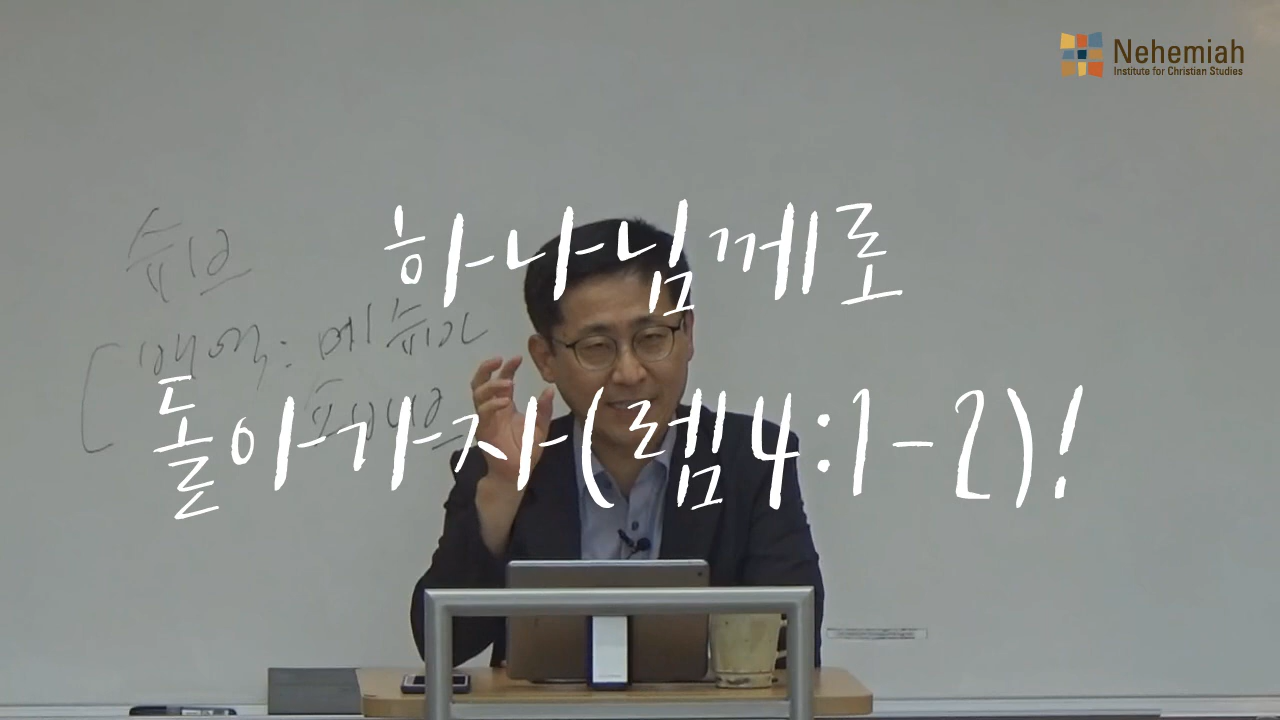 Nehemiah
Institute for Christian Studies
하나님께로
돌아가자(렘4:1-2)!
슈브
배역: 메슈바